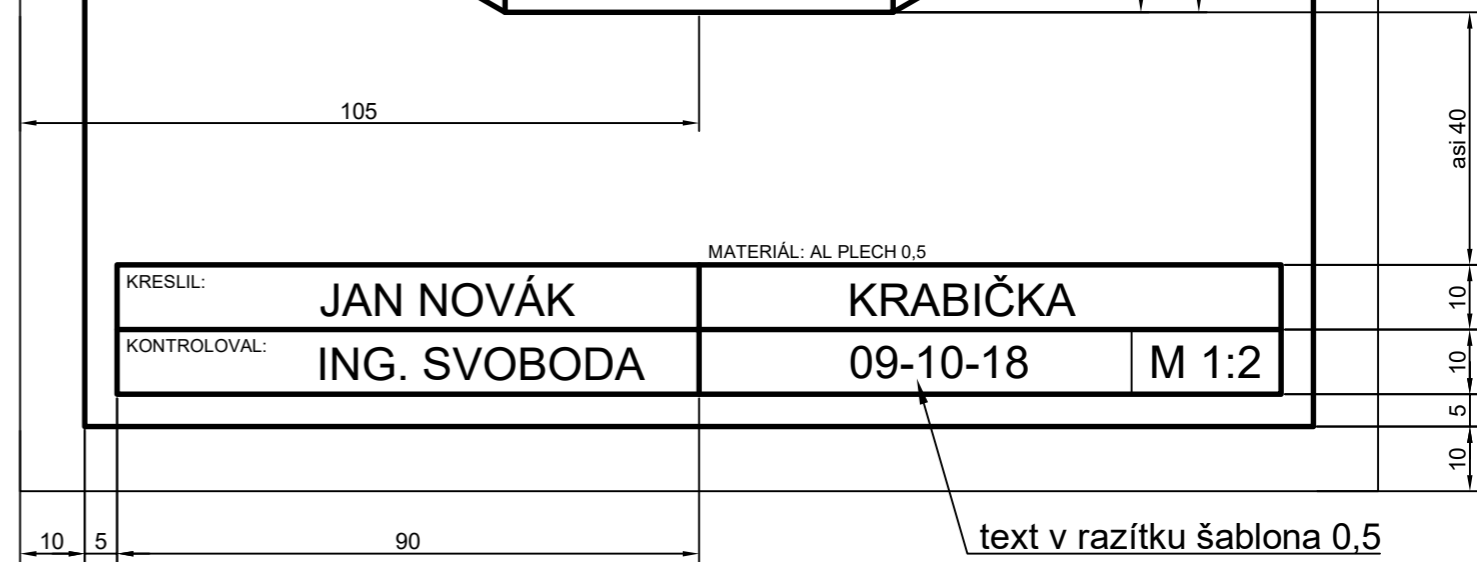 105
asi 40
MATERIÁL: AL PLECH 0,5
KRESLIL: JAN NOVÁK KRABIČKA
10
KONTROLOVAL: ING. SVOBODA 09-10-18 M 1:2
10
5
10
10 5 90
text v razítku šablona 0,5